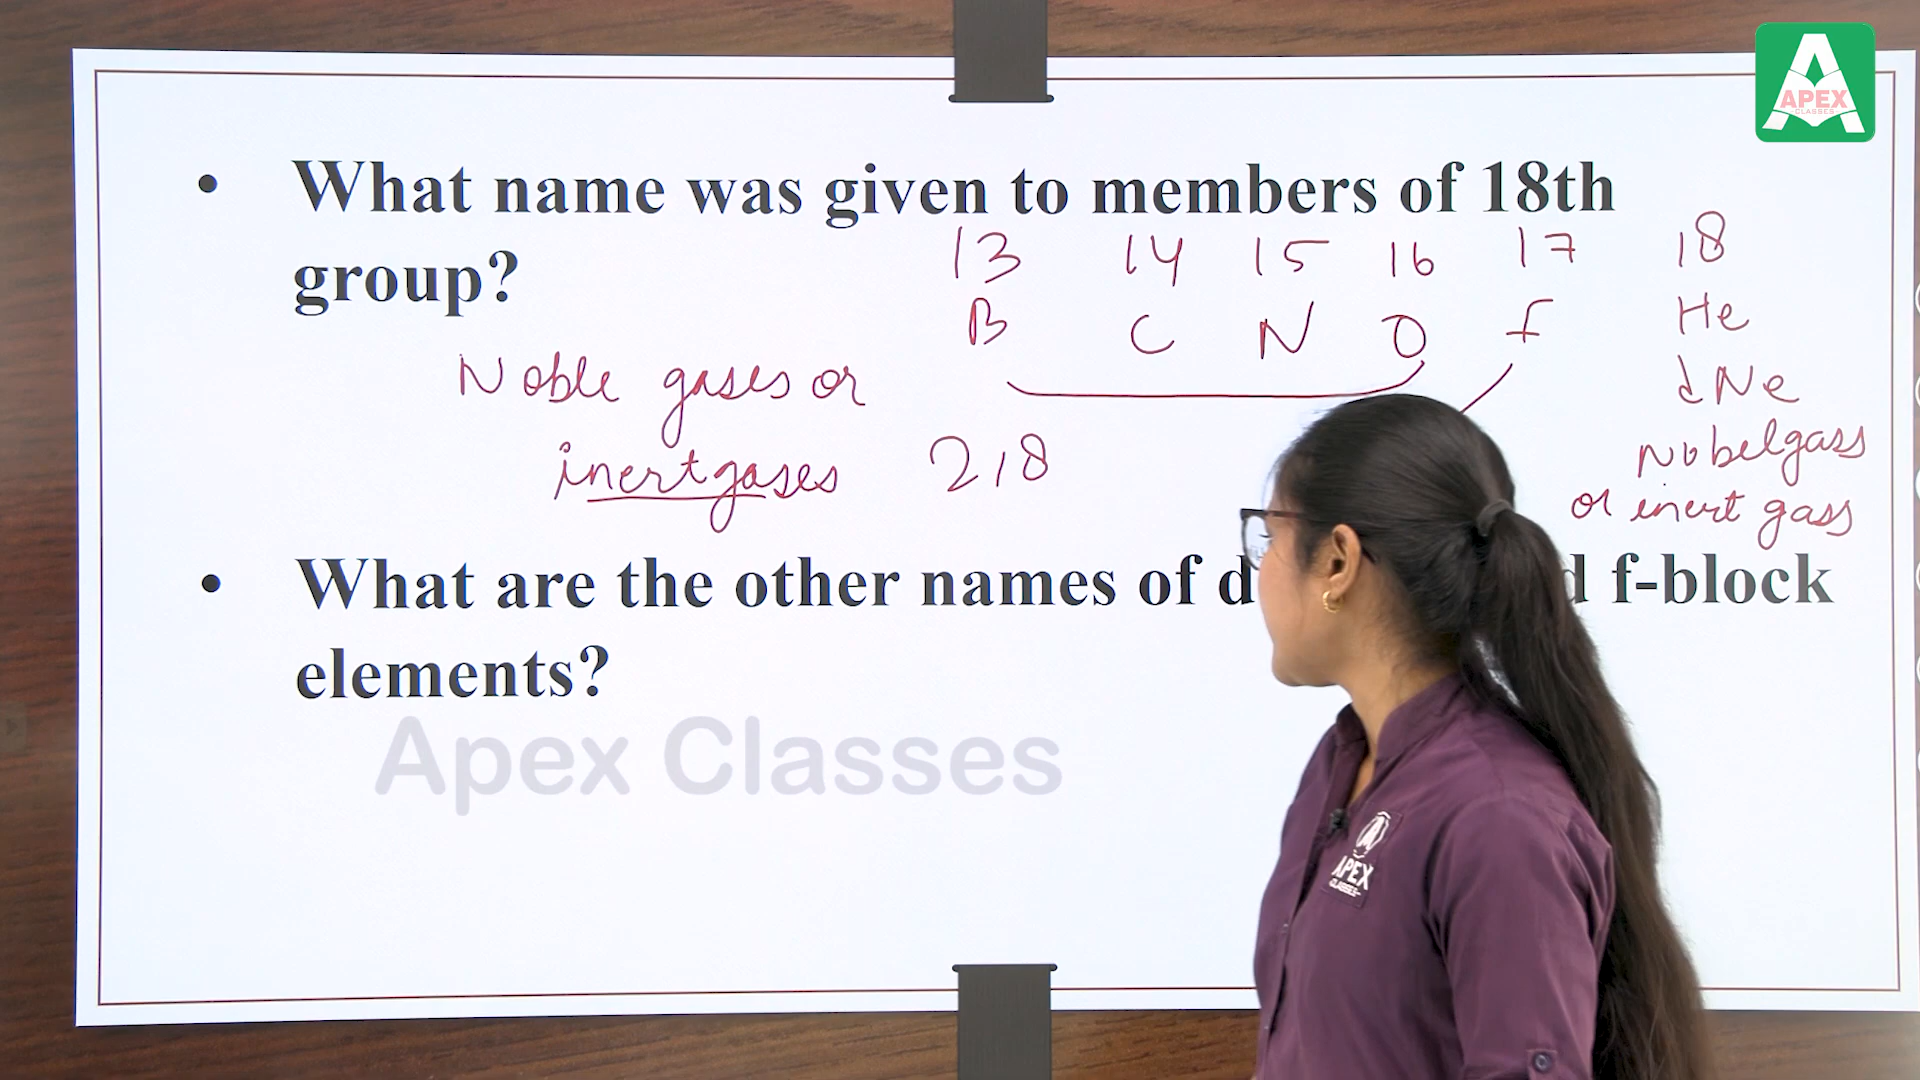 APEX
CLASSES
• What name was given to members of 18th
group?
13 14 15 16 17 18
B C N O F He
Noble gases or
d Ne
inert gases 2,8
Nobelgass
or inert gass
• What are the other names of d f-block
elements?
Apex Classes
APEX
CLASSES